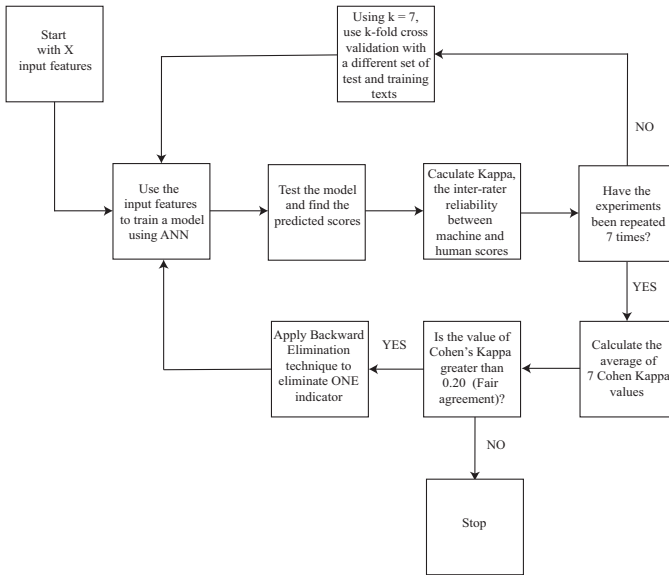 Start
with X
input features
Using k = 7,
use k-fold cross
validation with
a different set of
test and training
texts
NO
Use the
input features
to train a model
using ANN
Test the model
and find the
predicted scores
Caculate Kappa,
the inter-rater
reliability
between
machine and
human scores
Have the
experiments
been repeated
7 times?
YES
Apply Backward
Elimination
technique to
eliminate ONE
indicator
YES
Is the value of
Cohen's Kappa
greater than
0.20 (Fair
agreement)?
Calculate the
average of
7 Cohen Kappa
values
NO
Stop